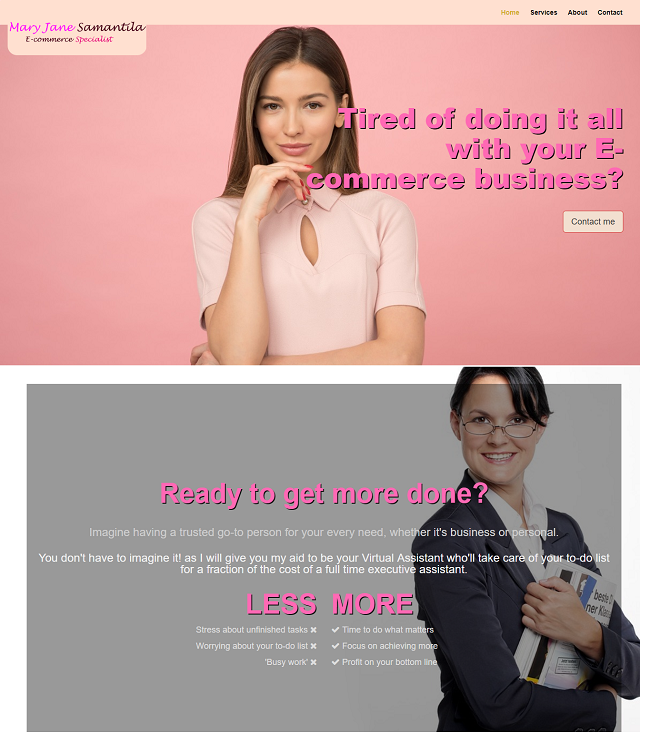 Home Services About Contact
Mary Jane Samantila
E-commerce Specialist
Tired of doing it all
with your E-
commerce business?
Contact me
Ready to get more done?
Imagine having a trusted go-to person for your every need, whether it's business or personal.
You don't have to imagine it! as I will give you my aid to be your Virtual Assistant who'll take care of your to-do list
for a fraction of the cost of a full time executive assistant.
LESS MORE
Stress about unfinished tasks ✖ ✔ Time to do what matters
Worrying about your to-do list ✖ ✔ Focus on achieving more
'Busy work' ✖ ✔ Profit on your bottom line
beste